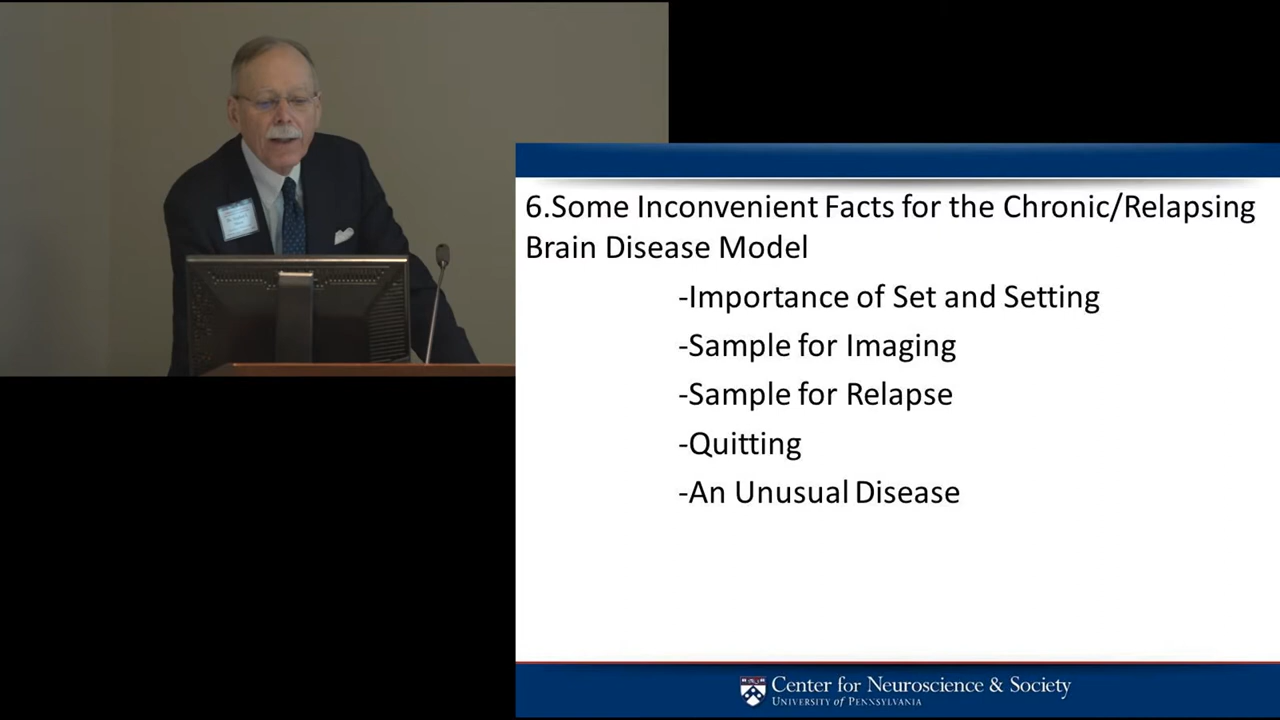 6.Some Inconvenient Facts for the Chronic/Relapsing
Brain Disease Model
-Importance of Set and Setting
-Sample for Imaging
-Sample for Relapse
-Quitting
-An Unusual Disease
Center for Neuroscience & Society
UNIVERSITY of PENNSYLVANIA